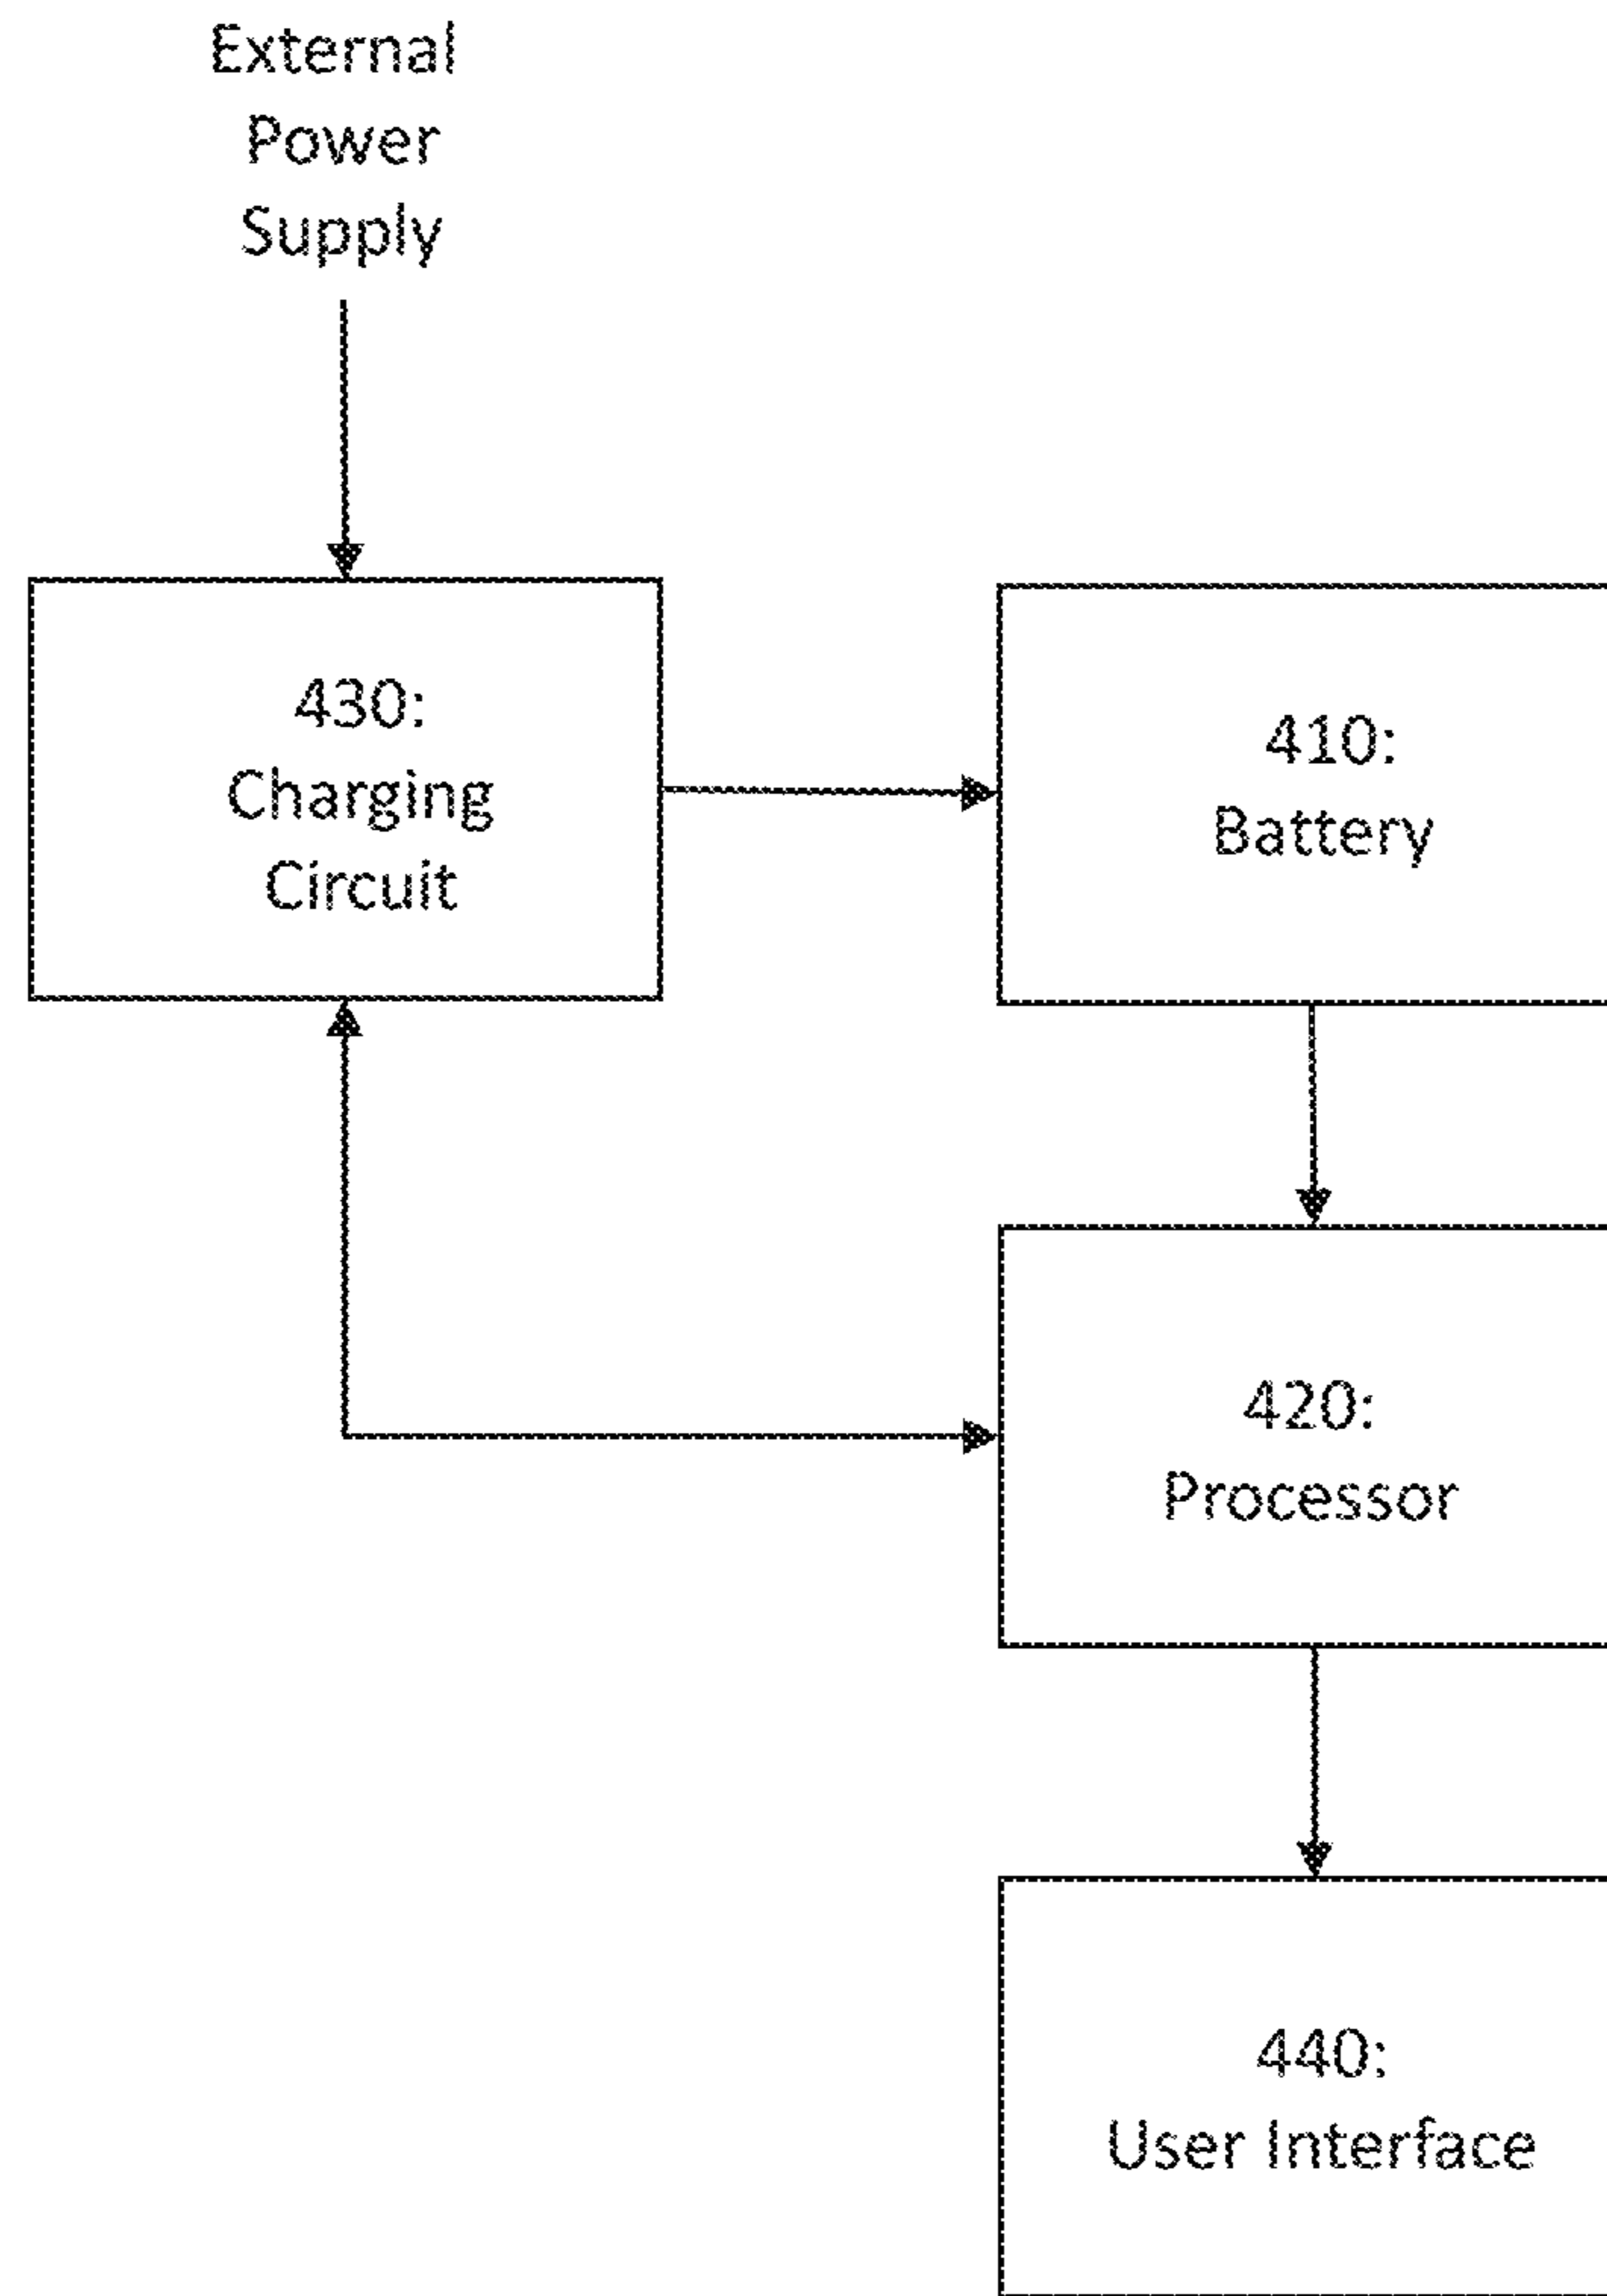 External
Power
Supply
430:
Charging
Circuit
410:
Battery
420:
Processor
440:
User Interface